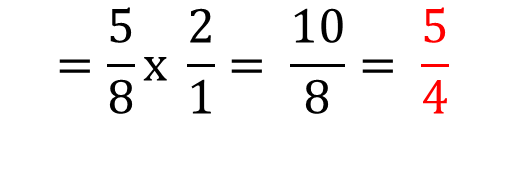 = 5/8 x 2/1 = 10/8 = 5/4